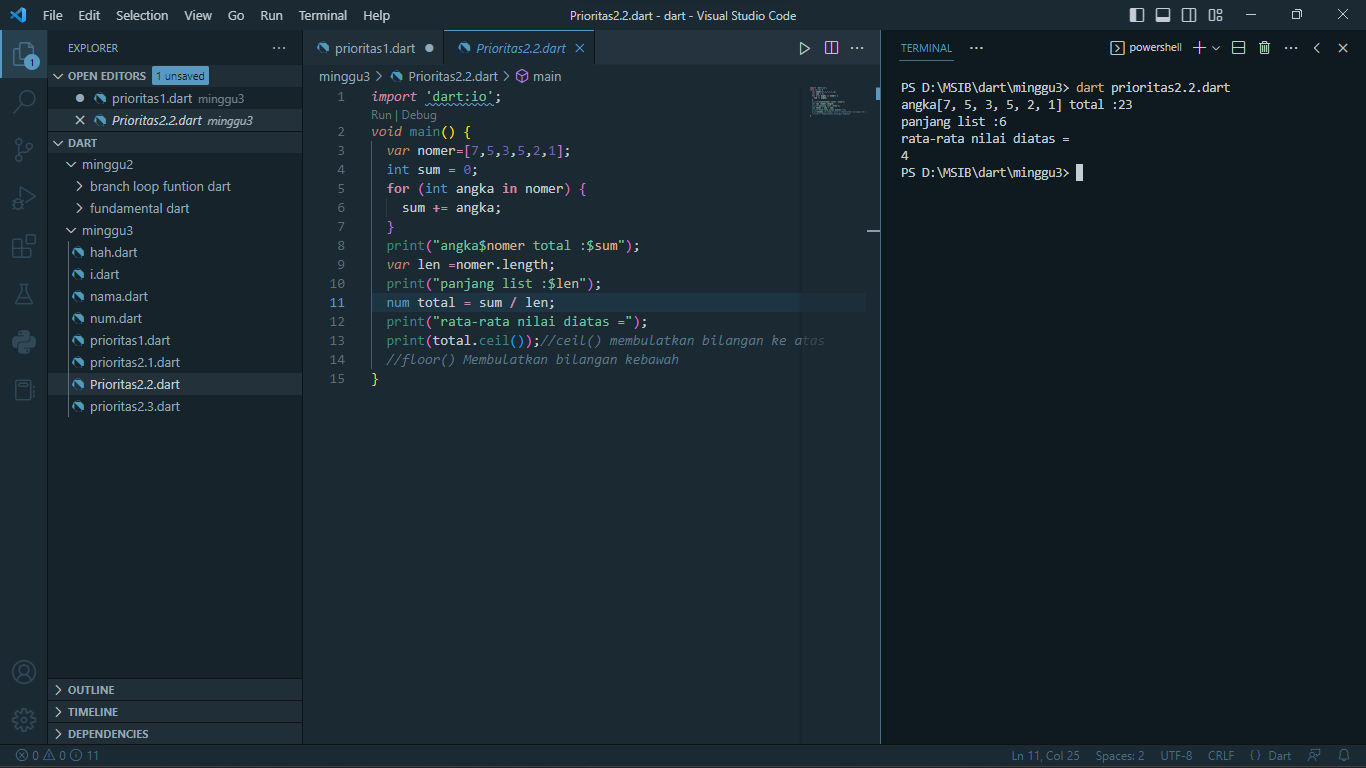 File Edit Selection View Go Run Terminal Help Prioritas2.2.dart - dart - Visual Studio Code
EXPLORER
1
OPEN EDITORS 1 unsaved
prioritas1.dart minggu3
Prioritas2.2.dart minggu3
DART
minggu2
branch loop funtion dart
fundamental dart
minggu3
hah.dart
i.dart
nama.dart
num.dart
prioritas1.dart
prioritas2.1.dart
Prioritas2.2.dart
prioritas2.3.dart
OUTLINE
TIMELINE
DEPENDENCIES
prioritas1.dart Prioritas2.2.dart
minggu3 > Prioritas2.2.dart > main
1 import 'dart:io';
Run | Debug
2 void main() {
3 var nomer=[7,5,3,5,2,1];
4 int sum = 0;
5 for (int angka in nomer) {
6 sum += angka;
7 }
8 print("angka$nomer total :$sum");
9 var len =nomer.length;
10 print("panjang list :$len");
11 num total = sum / len;
12 print("rata-rata nilai diatas =");
13 print(total.ceil());//ceil() membulatkan bilangan ke atas
14 //floor() Membulatkan bilangan kebawah
15 }
TERMINAL powershell
PS D:\MSIB\dart\minggu3> dart prioritas2.2.dart
angka[7, 5, 3, 5, 2, 1] total :23
panjang list :6
rata-rata nilai diatas =
4
PS D:\MSIB\dart\minggu3>
0 0 11 Ln 11, Col 25 Spaces: 2 UTF-8 CRLF {} Dart